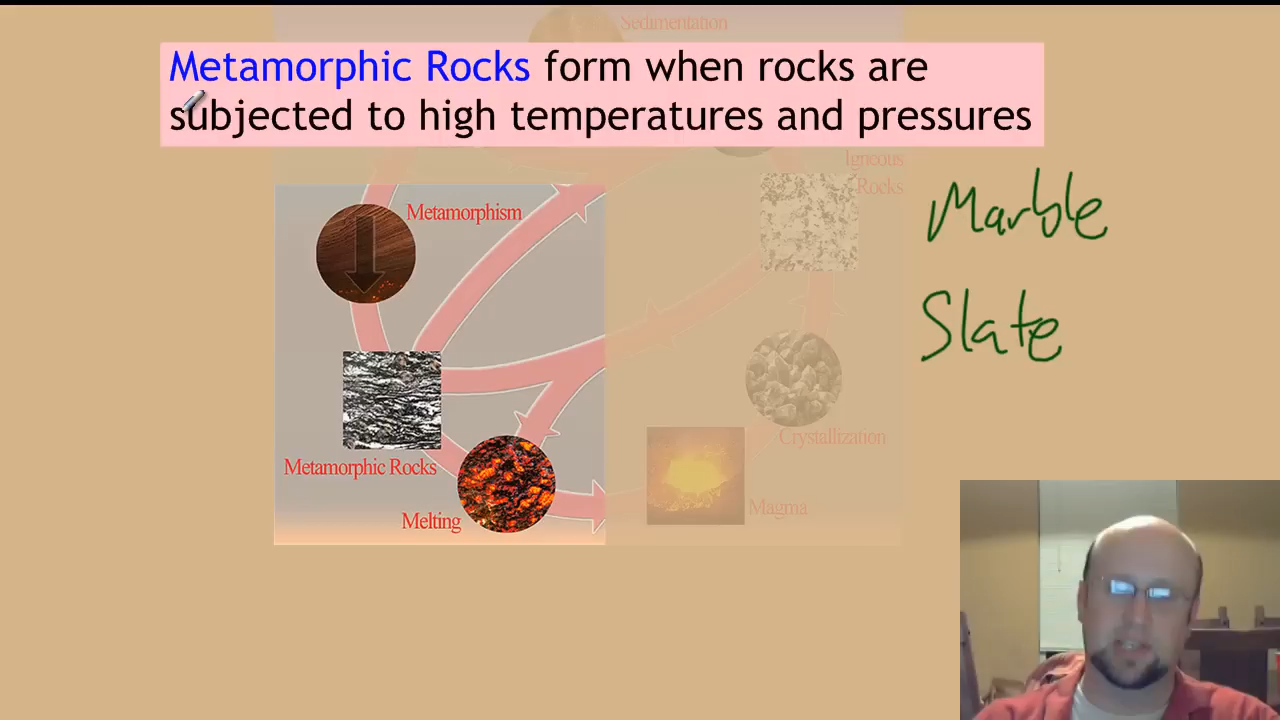 Sedimentation
Metamorphic Rocks form when rocks are
subjected to high temperatures and pressures
Igneous
Rocks
Marble
Metamorphism
Slate
Crystallization
Metamorphic Rocks
Magma
Melting